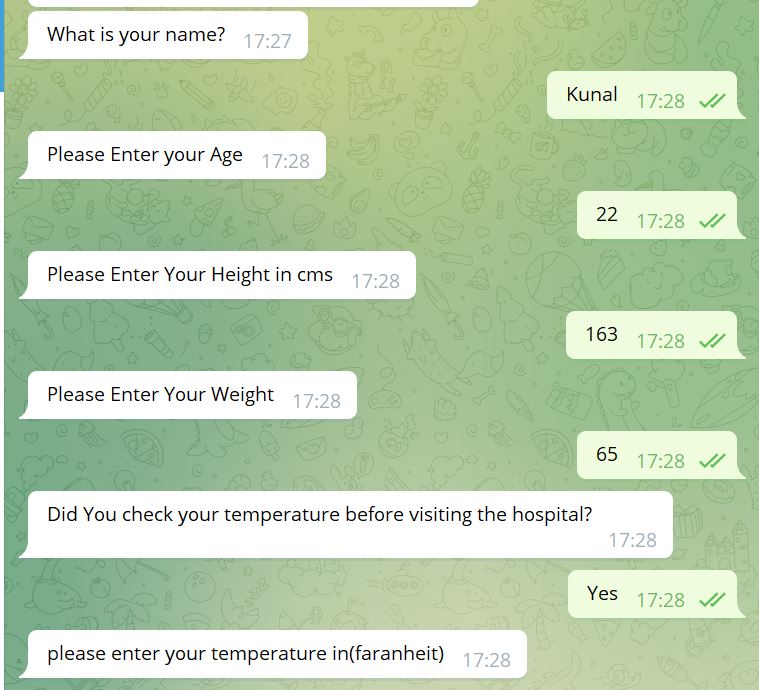 What is your name? 17:27
Kunal 17:28
Please Enter your Age 17:28
22 17:28
Please Enter Your Height in cms 17:28
163 17:28
Please Enter Your Weight 17:28
65 17:28
Did You check your temperature before visiting the hospital?
17:28
Yes 17:28
please enter your temperature in(faranheit) 17:28